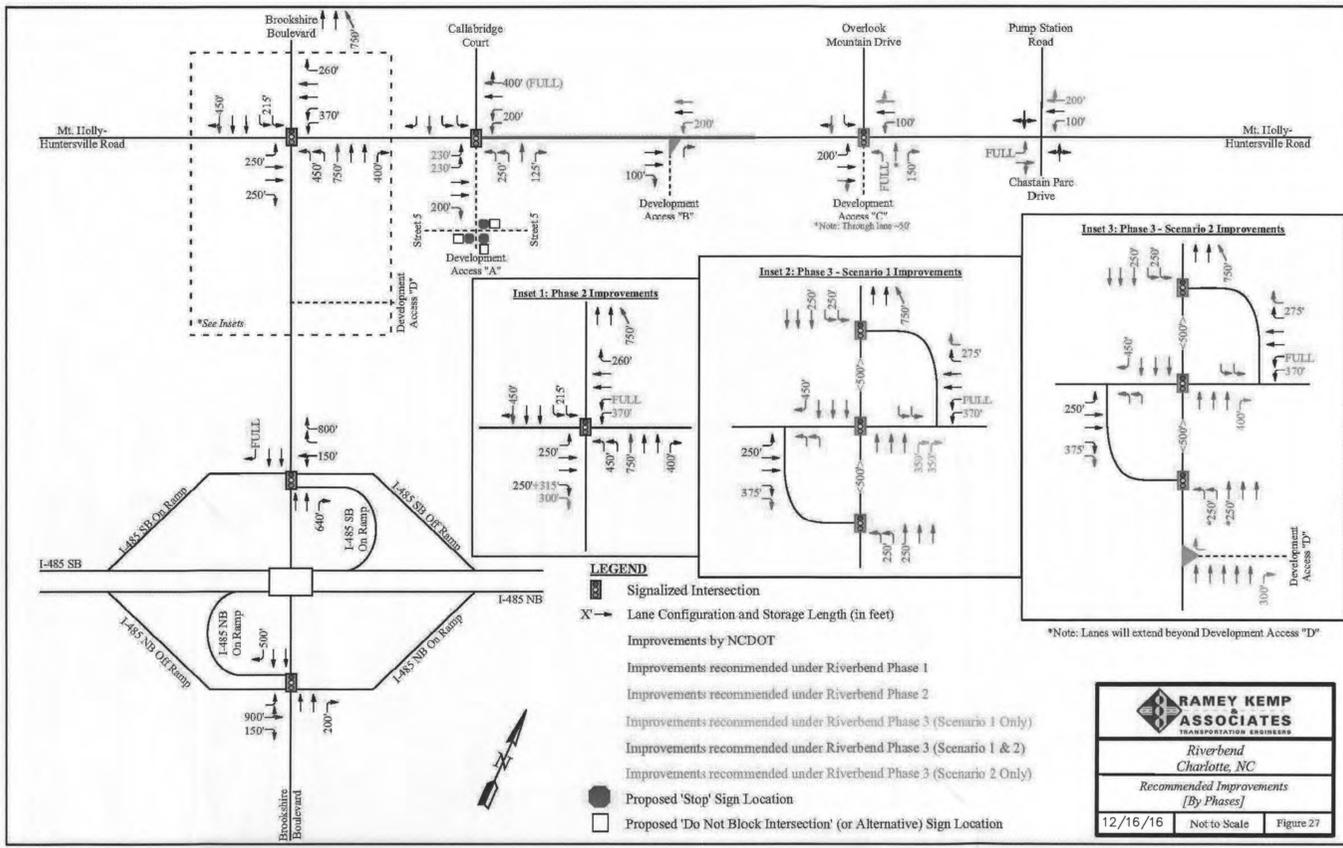 Brookshire
Boulevard
750'
260'
370'
450'
215'
Mt. Holly-
Huntersville Road
250'
250'
450'
750'
400'
*See Insets
Development
Access "D"
Callabridge
Court
400' (FULL)
200'
230'
230'
200'
250'
125'
Street 5
Street 5
Development
Access "A"
200'
100'
Development
Access "B"
Overlook
Mountain Drive
100'
200'
FULL
*
150'
Development
Access "C"
*Note: Through lane ~50'
Pump Station
Road
200'
100'
FULL
Chastain Parc
Drive
Mt. Holly-
Huntersville Road
Inset 1: Phase 2 Improvements
750'
260'
FULL
370'
450'
215'
250'
250'+315'
300'
450'
750'
400'
Inset 2: Phase 3 - Scenario 1 Improvements
250'
250'
750'
275'
<500'>
450'
FULL
370'
250'
375'
350'
350'
<500'>
250'
250'
Inset 3: Phase 3 - Scenario 2 Improvements
250'
250'
750'
275'
<500'>
450'
FULL
370'
250'
375'
400'
<500'>
*250'
*250'
Development
Access "D"
300'
*Note: Lanes will extend beyond Development Access "D"
FULL
800'
150'
640'
I-485 SB On Ramp
I-485 SB
On Ramp
I-485 SB Off Ramp
I-485 SB
I-485 NB
I-485 NB Off Ramp
I-485 NB
On Ramp
I-485 NB On Ramp
500'
900'
150'
200'
Brookshire
Boulevard
N
LEGEND
Signalized Intersection
X' Lane Configuration and Storage Length (in feet)
Improvements by NCDOT
Improvements recommended under Riverbend Phase 1
Improvements recommended under Riverbend Phase 2
Improvements recommended under Riverbend Phase 3 (Scenario 1 Only)
Improvements recommended under Riverbend Phase 3 (Scenario 1 & 2)
Improvements recommended under Riverbend Phase 3 (Scenario 2 Only)
Proposed 'Stop' Sign Location
Proposed 'Do Not Block Intersection' (or Alternative) Sign Location
RAMEY KEMP
&
ASSOCIATES
TRANSPORTATION ENGINEERS
Riverbend
Charlotte, NC
Recommended Improvements
[By Phases]
12/16/16
Not to Scale
Figure 27